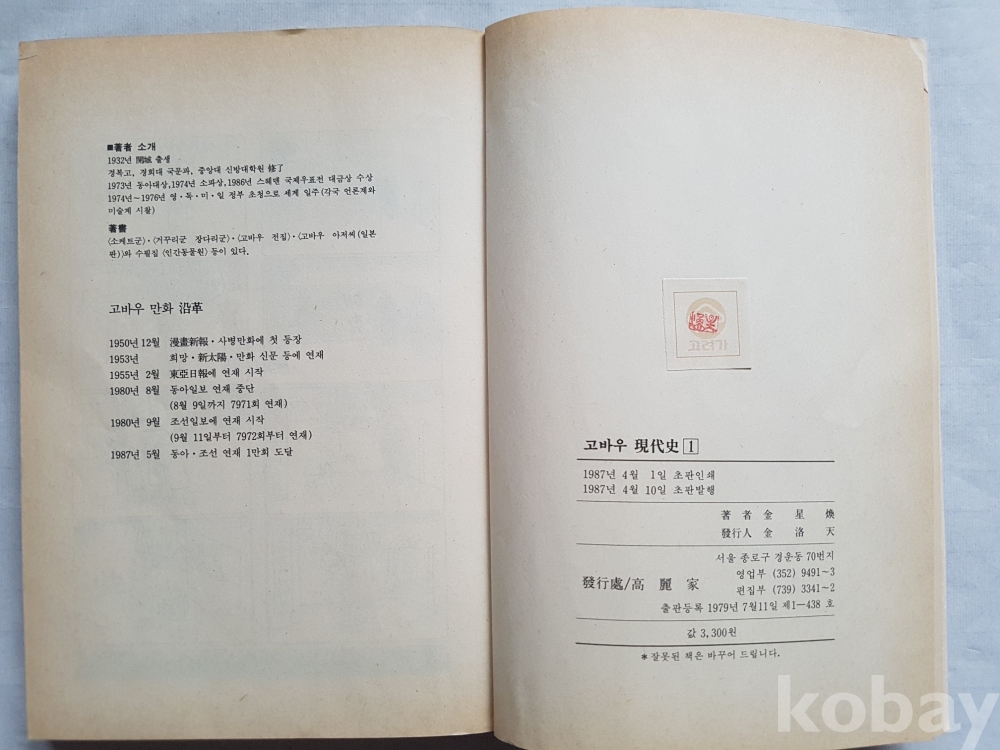 ■著者 소개
1932년 開城 출생
경복고, 경희대 국문과, 중앙대 신방대학원 修了
1973년 동아대상,1974년 소파상,1986년 스헤벤 국제우표전 대금상 수상
1974년~1976년 영·독·미·일 정부 초청으로 세계 일주(각국 언론계와
미술계 시찰)
著書
〈소케트군〉·〈거꾸리군 장다리군〉·〈고바우 전집〉·〈고바우 아저씨(일본
판)〉와 수필집 〈인간동물원〉 등이 있다.
고바우 만화 沿革
1950년 12월 漫畫新報·사병만화에 첫 등장
1953년 희망·新太陽·만화 신문 등에 연재
1955년 2월 東亞日報에 연재 시작
1980년 8월 동아일보 연재 중단
(8월 9일까지 7971회 연재)
1980년 9월 조선일보에 연재 시작
(9월 11일부터 7972회부터 연재)
1987년 5월 동아·조선 연재 1만회 도달
고려가
고바우 現代史 1
1987년 4월 1일 초판인쇄
1987년 4월 10일 초판발행
著者 金星煥
發行人 金洛天
서울 종로구 경운동 70번지
영업부 (352) 9491~3
發行處/高麗家
편집부 (739) 3341~2
출판등록 1979년 7월11일 제1-438 호
값 3,300원
*잘못된 책은 바꾸어 드립니다.
kobay